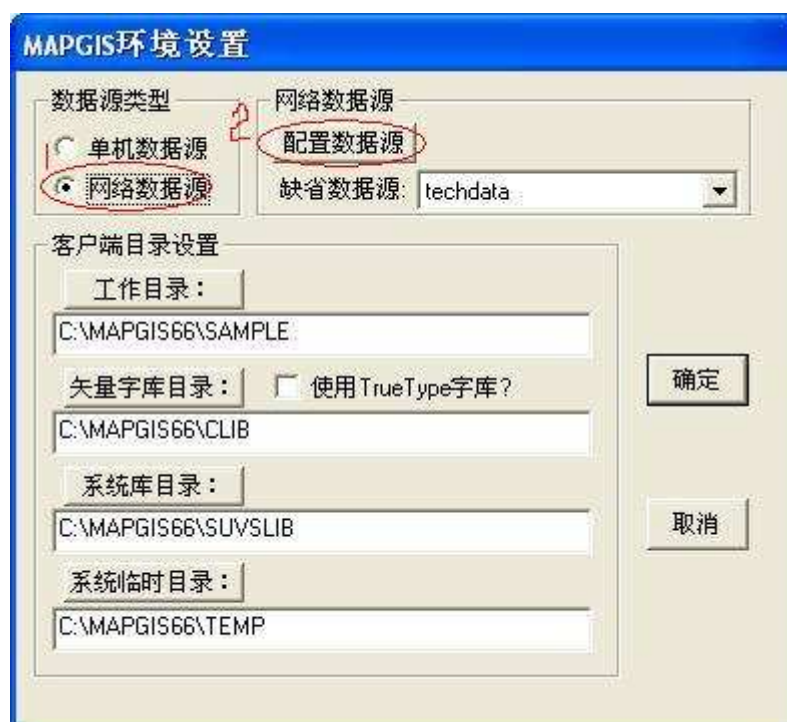 MAPGIS环境设置
数据源类型
网络数据源
1
单机数据源
2
配置数据源
网络数据源
缺省数据源:
techdata
客户端目录设置
工作目录：
C:\MAPGIS66\SAMPLE
矢量字库目录：
使用TrueType字库?
C:\MAPGIS66\CLIB
系统库目录：
C:\MAPGIS66\SUVSLIB
系统临时目录：
C:\MAPGIS66\TEMP
确定
取消